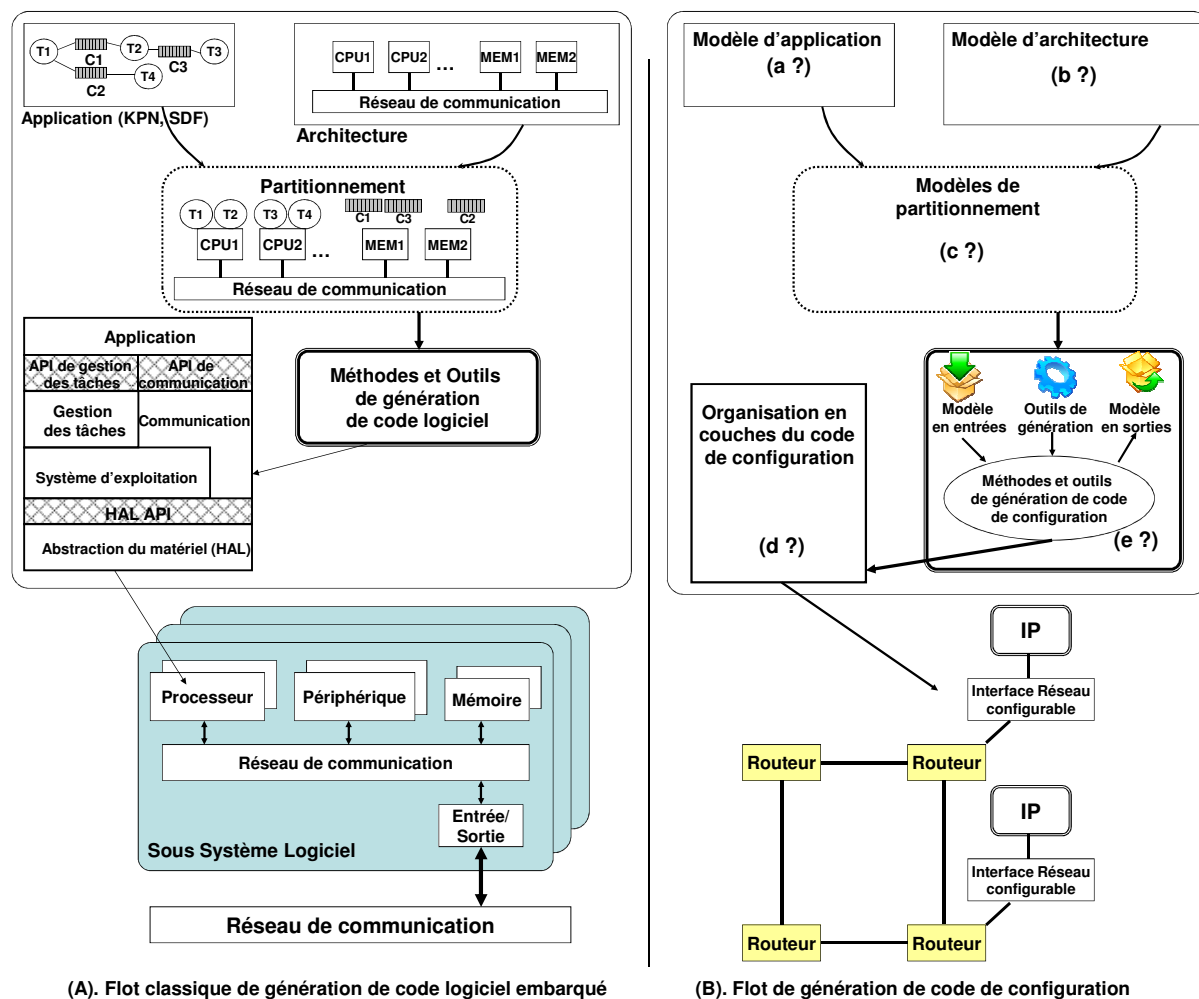 T1
C1
T2
C3
T3
C2
T4
Application (KPN, SDF)
CPU1
CPU2
...
MEM1
MEM2
Réseau de communication
Architecture
Partitionnement
T1
T2
T3
T4
C1
C3
C2
CPU1
CPU2
...
MEM1
MEM2
Réseau de communication
Application
API de gestion
des tâches
API de
communication
Gestion
des tâches
Communication
Système d'exploitation
HAL API
Abstraction du matériel (HAL)
Méthodes et Outils
de génération
de code logiciel
Processeur
Périphérique
Mémoire
Réseau de communication
Entrée/
Sortie
Sous Système Logiciel
Réseau de communication
(A). Flot classique de génération de code logiciel embarqué
Modèle d'application
(a ?)
Modèle d'architecture
(b ?)
Modèles de
partitionnement
(c ?)
Organisation en
couches du code
de configuration
(d ?)
Modèle
en entrées
Outils de
génération
Modèle
en sorties
Méthodes et outils
de génération de code
de configuration
(e ?)
IP
Interface Réseau
configurable
Routeur
Routeur
IP
Interface Réseau
configurable
Routeur
Routeur
(B). Flot de génération de code de configuration